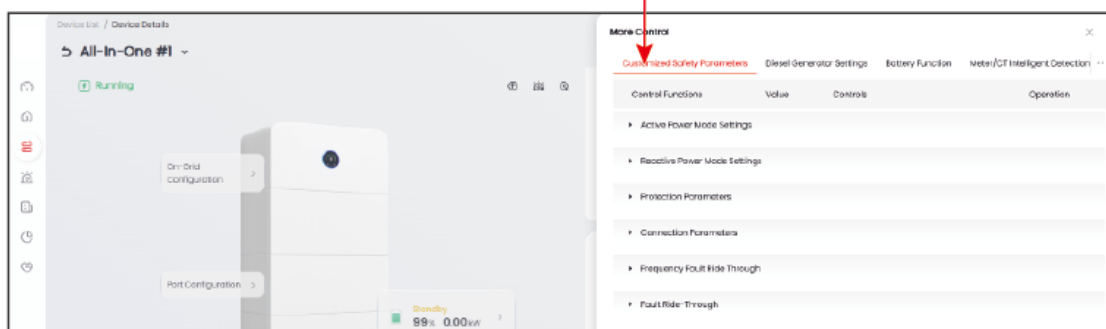 Device List / Device Details
All-In-One #1
Running
On-Grid
Configuration
Port Configuration
Standby
99% 0.00kW
More Control
Customized Safety Parameters Diesel Generator Settings Battery Function Meter/CT Intelligent Detection ...
Control Functions Value Controls Operation
Active Power Mode Settings
Reactive Power Mode Settings
Protection Parameters
Connection Parameters
Frequency Fault Ride Through
Fault Ride-Through